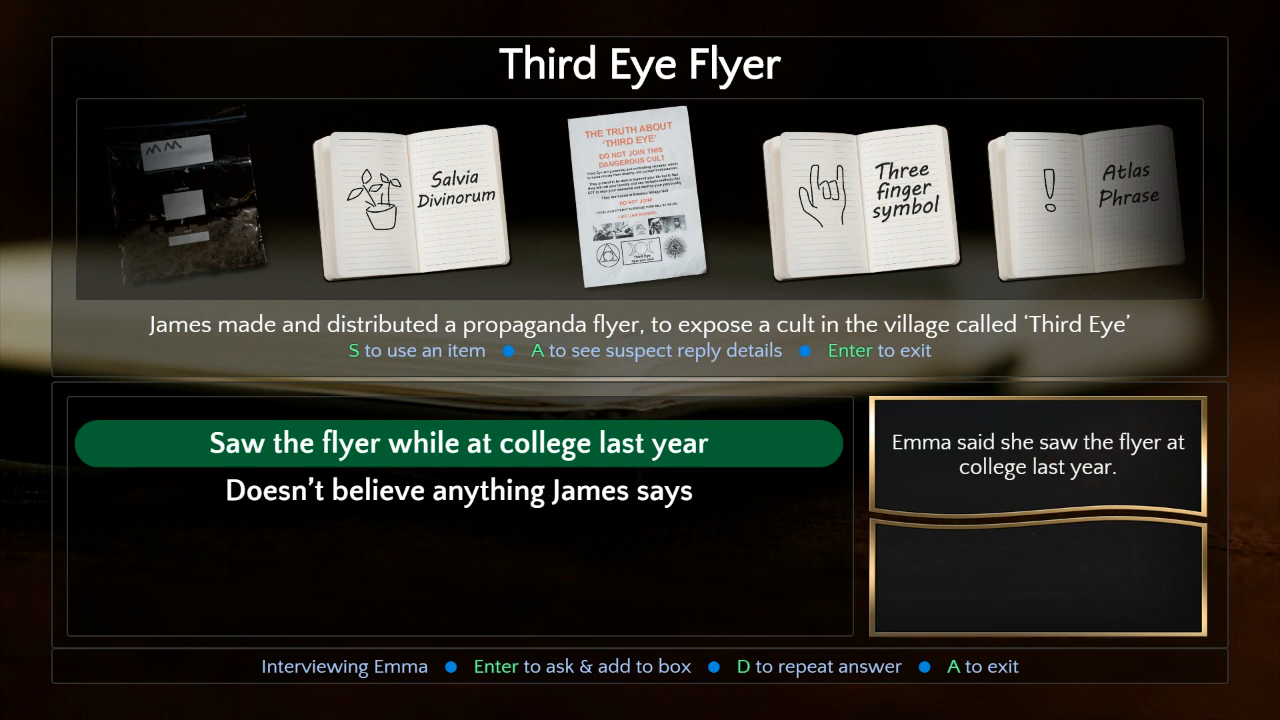 Third Eye Flyer
MM
Salvia
Divinorum
THE TRUTH ABOUT
'THIRD EYE'
DO NOT JOIN THIS
DANGEROUS CULT
DO NOT JOIN!
Three
finger
symbol
Atlas
Phrase
James made and distributed a propaganda flyer, to expose a cult in the village called ‘Third Eye’
S to use an item ● A to see suspect reply details ● Enter to exit
Saw the flyer while at college last year
Doesn’t believe anything James says
Emma said she saw the flyer at
college last year.
Interviewing Emma ● Enter to ask & add to box ● D to repeat answer ● A to exit